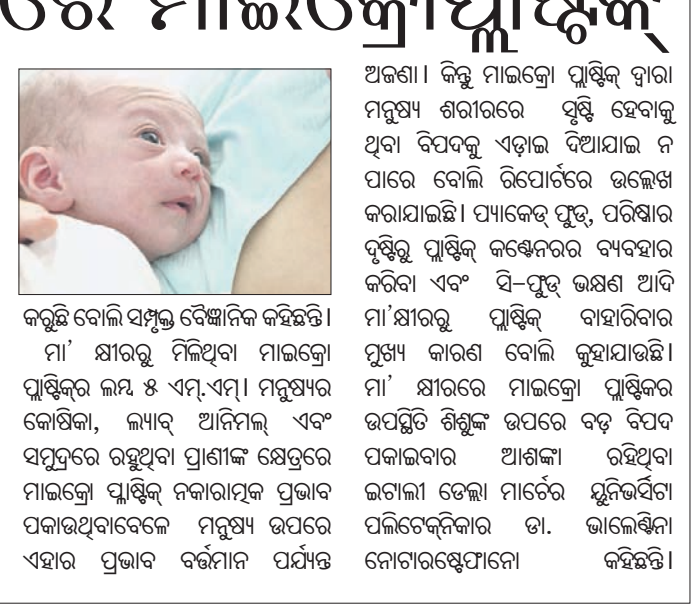 ରେ ମାଇକ୍ରୋପ୍ଲାଷ୍ଟିକ୍
କରୁଛି ବୋଲି ସମ୍ପୃକ୍ତ ବୈଜ୍ଞାନିକ କହିଛନ୍ତି।
ମା' କ୍ଷୀରରୁ ମିଳିଥିବା ମାଇକ୍ରୋ
ପ୍ଲାଷ୍ଟିକ୍‌ର ଲମ୍ବ ୫ ଏମ୍.ଏମ୍। ମନୁଷ୍ୟର
କୋଷିକା, ଲ୍ୟାବ୍ ଆନିମଲ୍ ଏବଂ
ସମୁଦ୍ରରେ ରହୁଥିବା ପ୍ରାଣୀଙ୍କ କ୍ଷେତ୍ରରେ
ମାଇକ୍ରୋ ପ୍ଲାଷ୍ଟିକ୍ ନକାରାତ୍ମକ ପ୍ରଭାବ
ପକାଉଥିବାବେଳେ ମନୁଷ୍ୟ ଉପରେ
ଏହାର ପ୍ରଭାବ ବର୍ତ୍ତମାନ ପର୍ଯ୍ୟନ୍ତ
ଅଜଣା। କିନ୍ତୁ ମାଇକ୍ରୋ ପ୍ଲାଷ୍ଟିକ୍ ଦ୍ୱାରା
ମନୁଷ୍ୟ ଶରୀରରେ ସୃଷ୍ଟି ହେବାକୁ
ଥିବା ବିପଦକୁ ଏଡ଼ାଇ ଦିଆଯାଇ ନ
ପାରେ ବୋଲି ରିପୋର୍ଟରେ ଉଲ୍ଲେଖ
କରାଯାଇଛି। ପ୍ୟାକେଡ୍ ଫୁଡ୍, ପରିଷ୍କାର
ଦୃଷ୍ଟିରୁ ପ୍ଲାଷ୍ଟିକ୍ କଣ୍ଟେନରର ବ୍ୟବହାର
କରିବା ଏବଂ ସି-ଫୁଡ୍ ଭକ୍ଷଣ ଆଦି
ମା'କ୍ଷୀରରୁ ପ୍ଲାଷ୍ଟିକ୍ ବାହାରିବାର
ମୁଖ୍ୟ କାରଣ ବୋଲି କୁହାଯାଉଛି।
ମା' କ୍ଷୀରରେ ମାଇକ୍ରୋ ପ୍ଲାଷ୍ଟିକର
ଉପସ୍ଥିତି ଶିଶୁଙ୍କ ଉପରେ ବଡ଼ ବିପଦ
ପକାଇବାର ଆଶଙ୍କା ରହିଥିବା
ଇଟାଲୀ ଡେଲ୍ଲା ମାର୍ଚେର ୟୁନିଭର୍ସିଟା
ପଲିଟେକ୍‌ନିକାର ଡା. ଭାଲେଣ୍ଟିନା
ନୋଟାରଷ୍ଟେଫାନୋ କହିଛନ୍ତି।